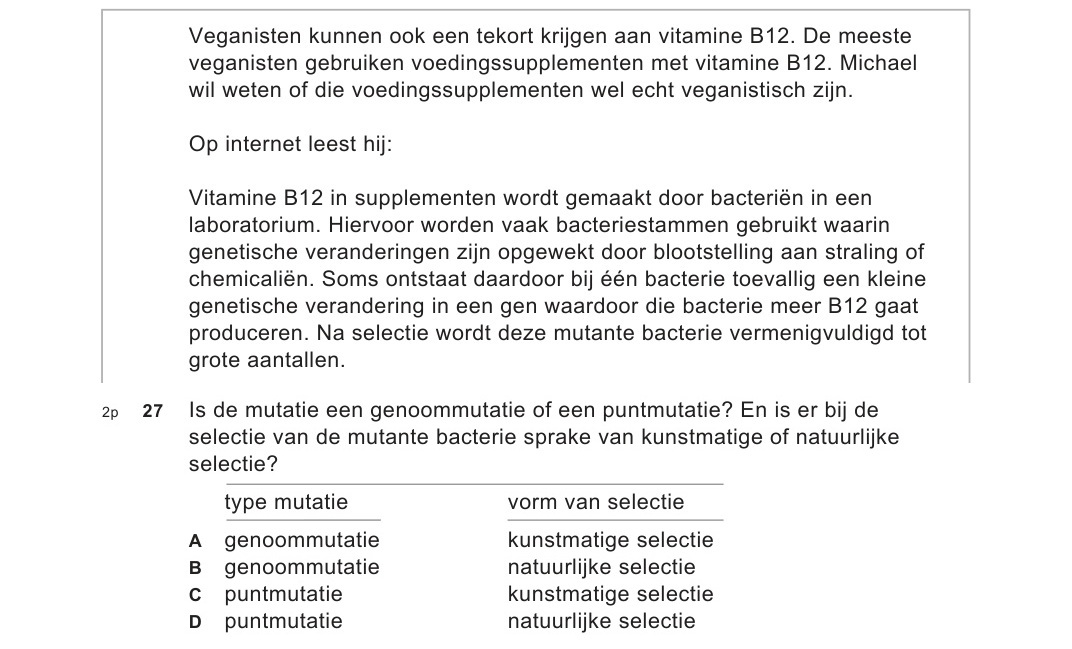 Veganisten kunnen ook een tekort krijgen aan vitamine B12. De meeste
veganisten gebruiken voedingssupplementen met vitamine B12. Michael
wil weten of die voedingssupplementen wel echt veganistisch zijn.
Op internet leest hij:
Vitamine B12 in supplementen wordt gemaakt door bacteriën in een
laboratorium. Hiervoor worden vaak bacteriestammen gebruikt waarin
genetische veranderingen zijn opgewekt door blootstelling aan straling of
chemicaliën. Soms ontstaat daardoor bij één bacterie toevallig een kleine
genetische verandering in een gen waardoor die bacterie meer B12 gaat
produceren. Na selectie wordt deze mutante bacterie vermenigvuldigd tot
grote aantallen.
2p 27 Is de mutatie een genoommutatie of een puntmutatie? En is er bij de
selectie van de mutante bacterie sprake van kunstmatige of natuurlijke
selectie?
type mutatie vorm van selectie
A genoommutatie kunstmatige selectie
B genoommutatie natuurlijke selectie
C puntmutatie kunstmatige selectie
D puntmutatie natuurlijke selectie